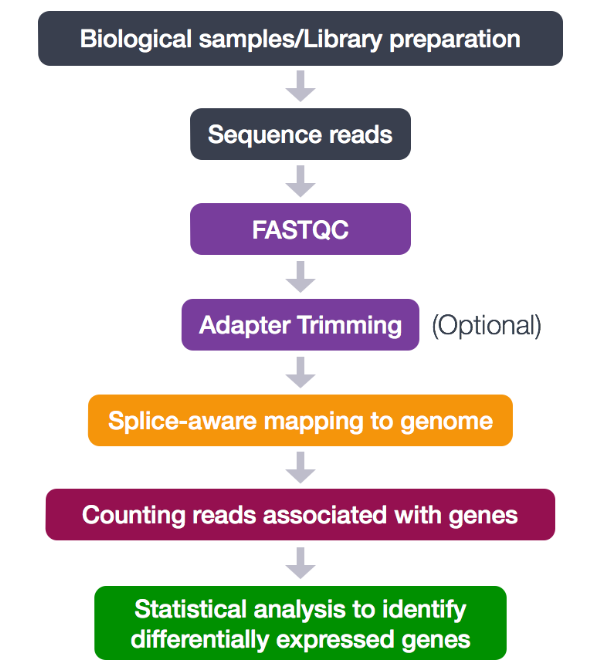 Biological samples/Library preparation
Sequence reads
FASTQC
Adapter Trimming (Optional)
Splice-aware mapping to genome
Counting reads associated with genes
Statistical analysis to identify
differentially expressed genes